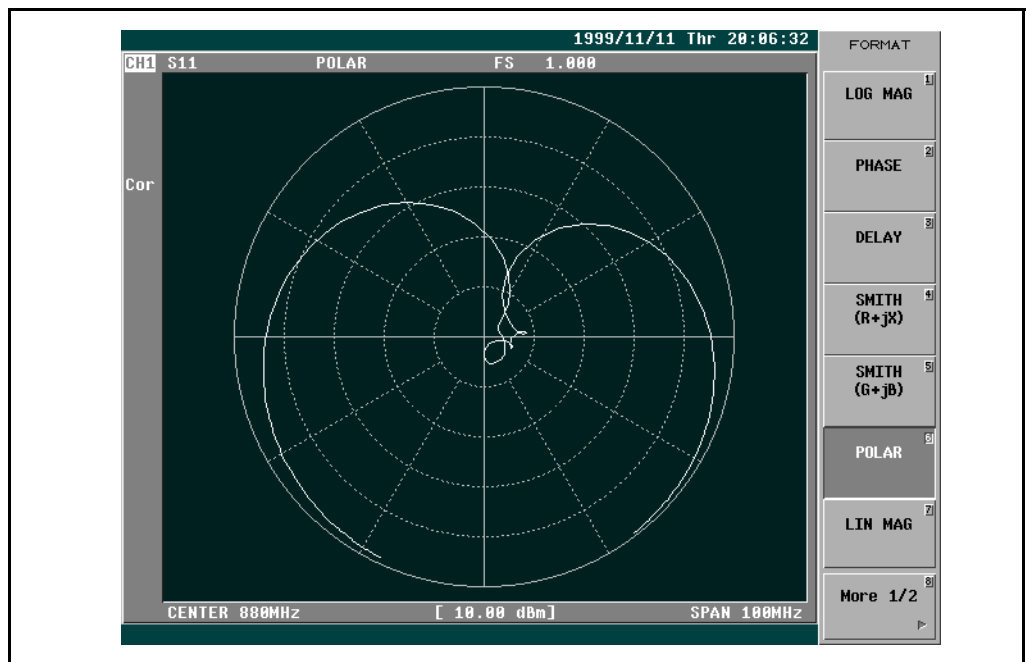 1999/11/11 Thr 20:06:32
CH1 S11 POLAR FS 1.000
Cor
CENTER 880MHz [ 10.00 dBm] SPAN 100MHz
FORMAT
1
LOG MAG
2
PHASE
3
DELAY
4
SMITH
(R+jX)
5
SMITH
(G+jB)
6
POLAR
7
LIN MAG
8
More 1/2